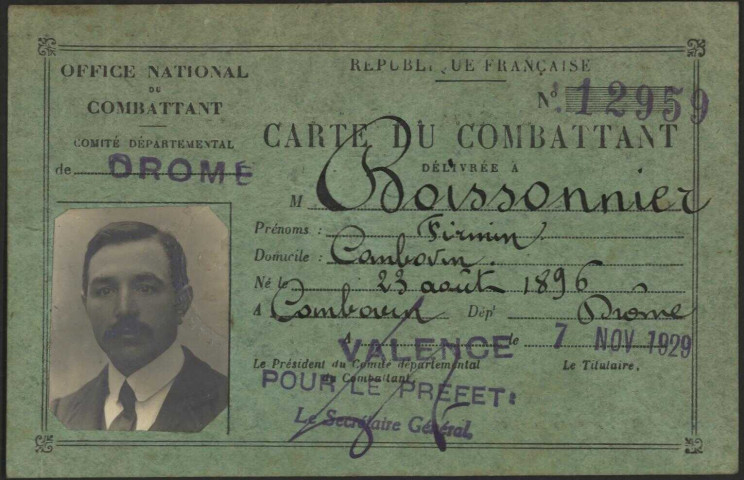 OFFICE NATIONAL
DU
COMBATTANT
COMITÉ DÉPARTEMENTAL
de DROME
RÉPUBLIQUE FRANÇAISE
N° 12959
CARTE DU COMBATTANT
DÉLIVRÉE A
M Boissonnier
Prénoms : Firmin
Domicile : Combovin.
Né le 23 août 1896
A Combovin Dépt Drôme
A VALENCE le 7 NOV 1929
Le Président du Comité départemental
du Combattant,
Le Titulaire,
POUR LE PREFET:
Le Secrétaire Général,